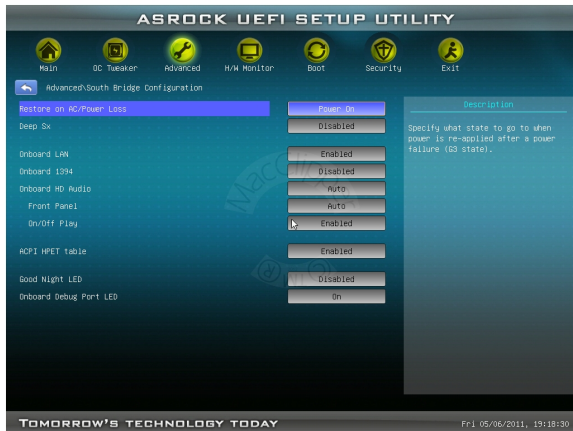 ASROCK UEFI SETUP UTILITY
Main OC Tweaker Advanced H/W Monitor Boot Security Exit
Advanced\South Bridge Configuration
Restore on AC/Power Loss Power On
Deep Sx Disabled
Onboard LAN Enabled
Onboard 1394 Disabled
Onboard HD Audio Auto
Front Panel Auto
On/Off Play Enabled
ACPI HPET table Enabled
Good Night LED Disabled
Onboard Debug Port LED On
Description
Specify what state to go to when
power is re-applied after a power
failure (G3 state).
TOMORROW'S TECHNOLOGY TODAY
Fri 05/06/2011, 19:18:30